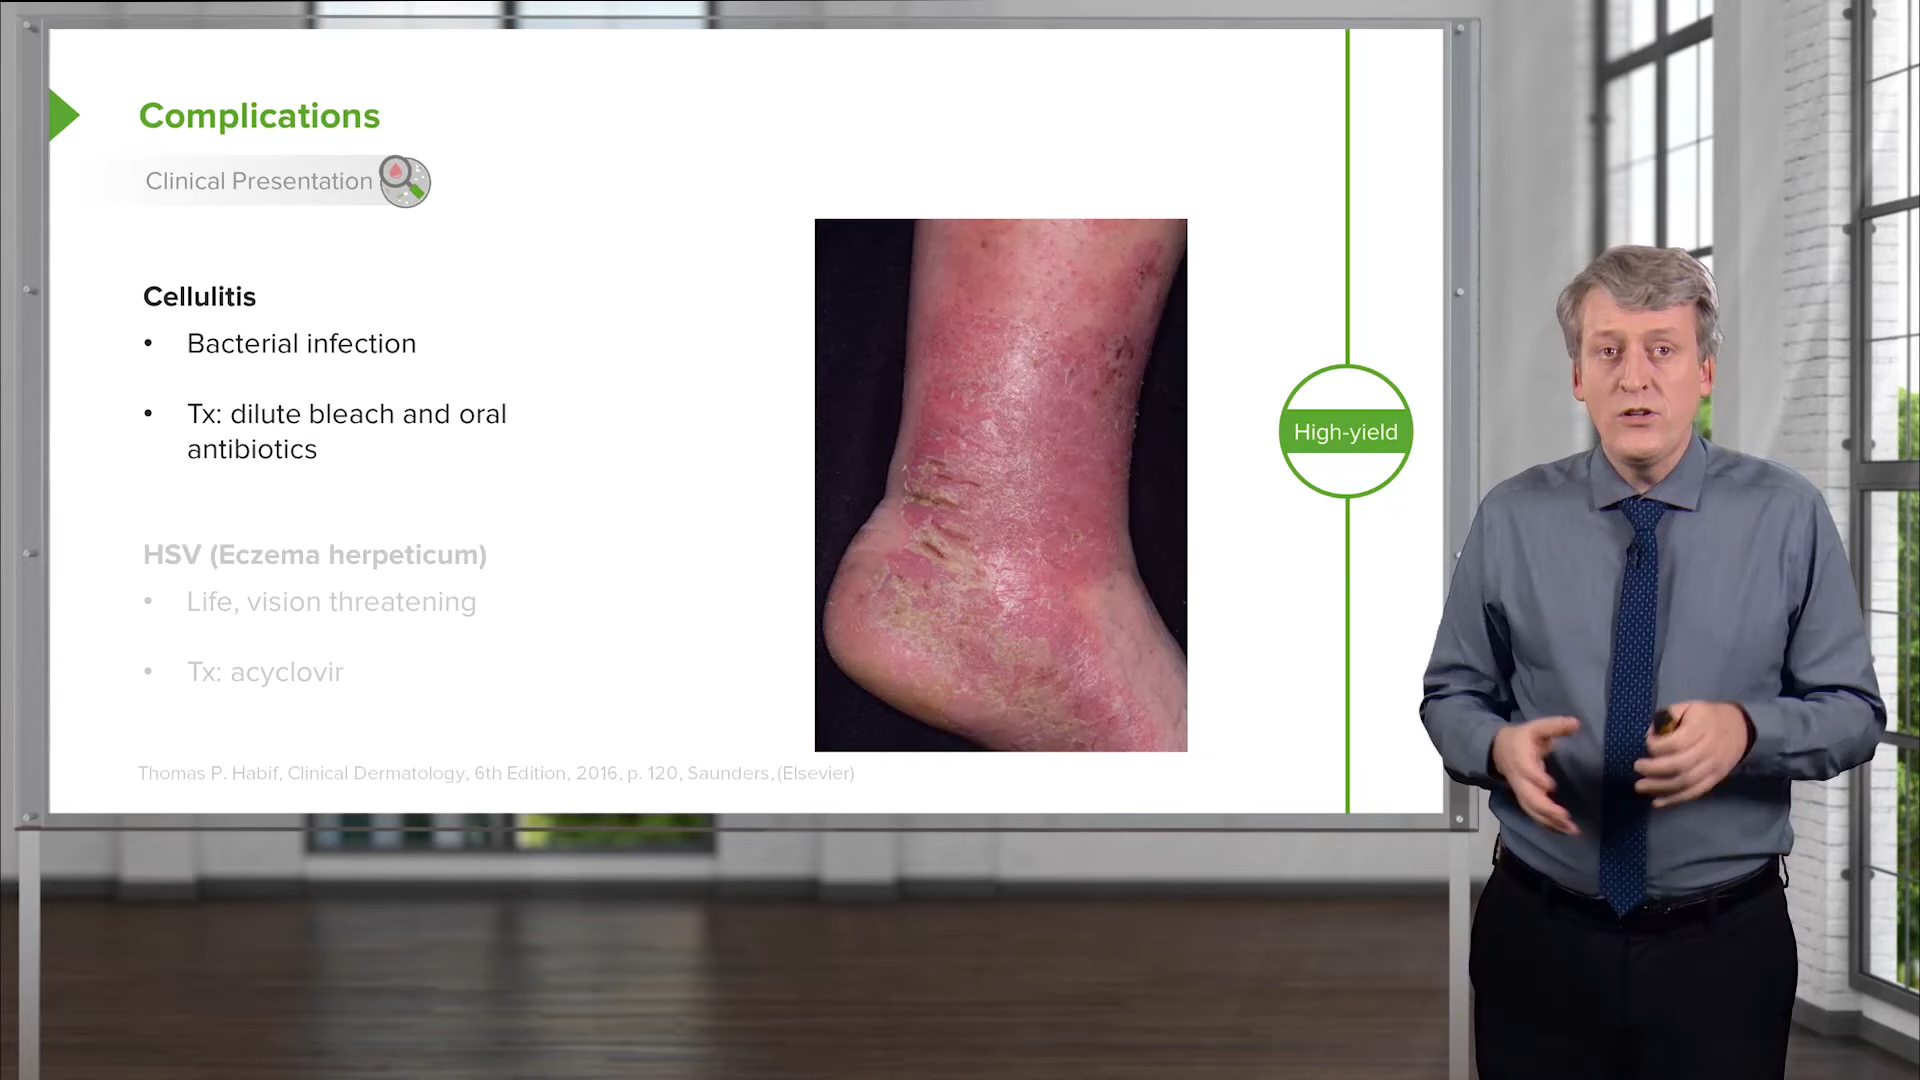 Complications
Clinical Presentation
Cellulitis
• Bacterial infection
• Tx: dilute bleach and oral
antibiotics
HSV (Eczema herpeticum)
• Life, vision threatening
• Tx: acyclovir
Thomas P. Habif, Clinical Dermatology, 6th Edition, 2016, p. 120, Saunders, (Elsevier)
High-yield